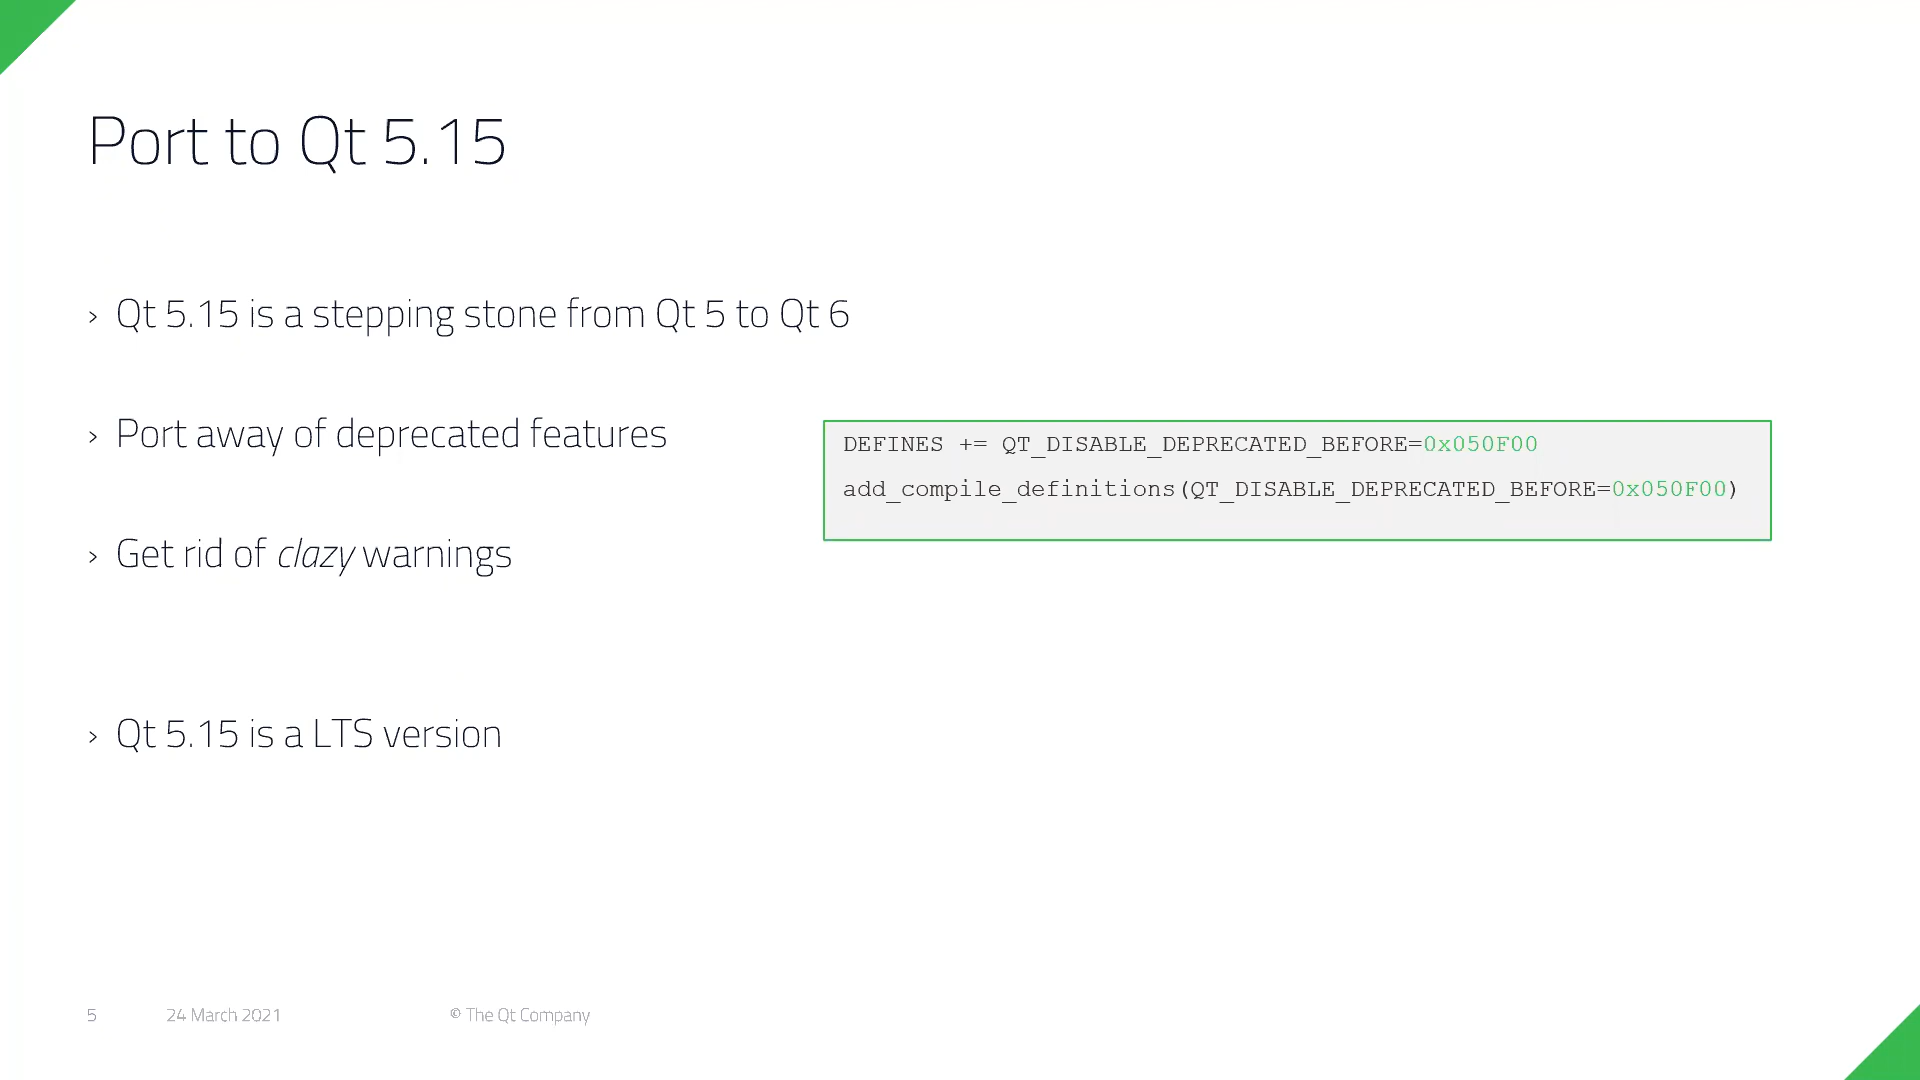 Port to Qt 5.15
› Qt 5.15 is a stepping stone from Qt 5 to Qt 6
› Port away of deprecated features
DEFINES += QT_DISABLE_DEPRECATED_BEFORE=0x050F00
add_compile_definitions(QT_DISABLE_DEPRECATED_BEFORE=0x050F00)
› Get rid of clazy warnings
› Qt 5.15 is a LTS version
5 24 March 2021 © The Qt Company